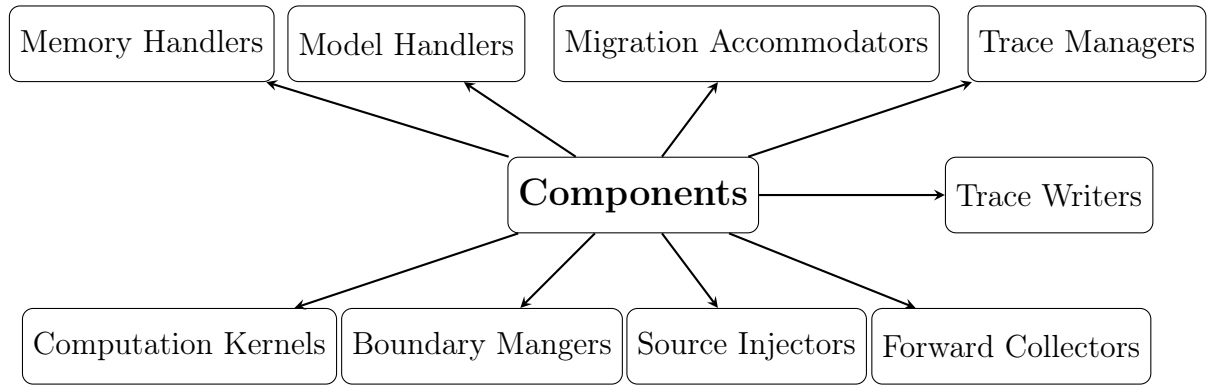 Memory Handlers
Model Handlers
Migration Accommodators
Trace Managers
Components
Trace Writers
Computation Kernels
Boundary Mangers
Source Injectors
Forward Collectors